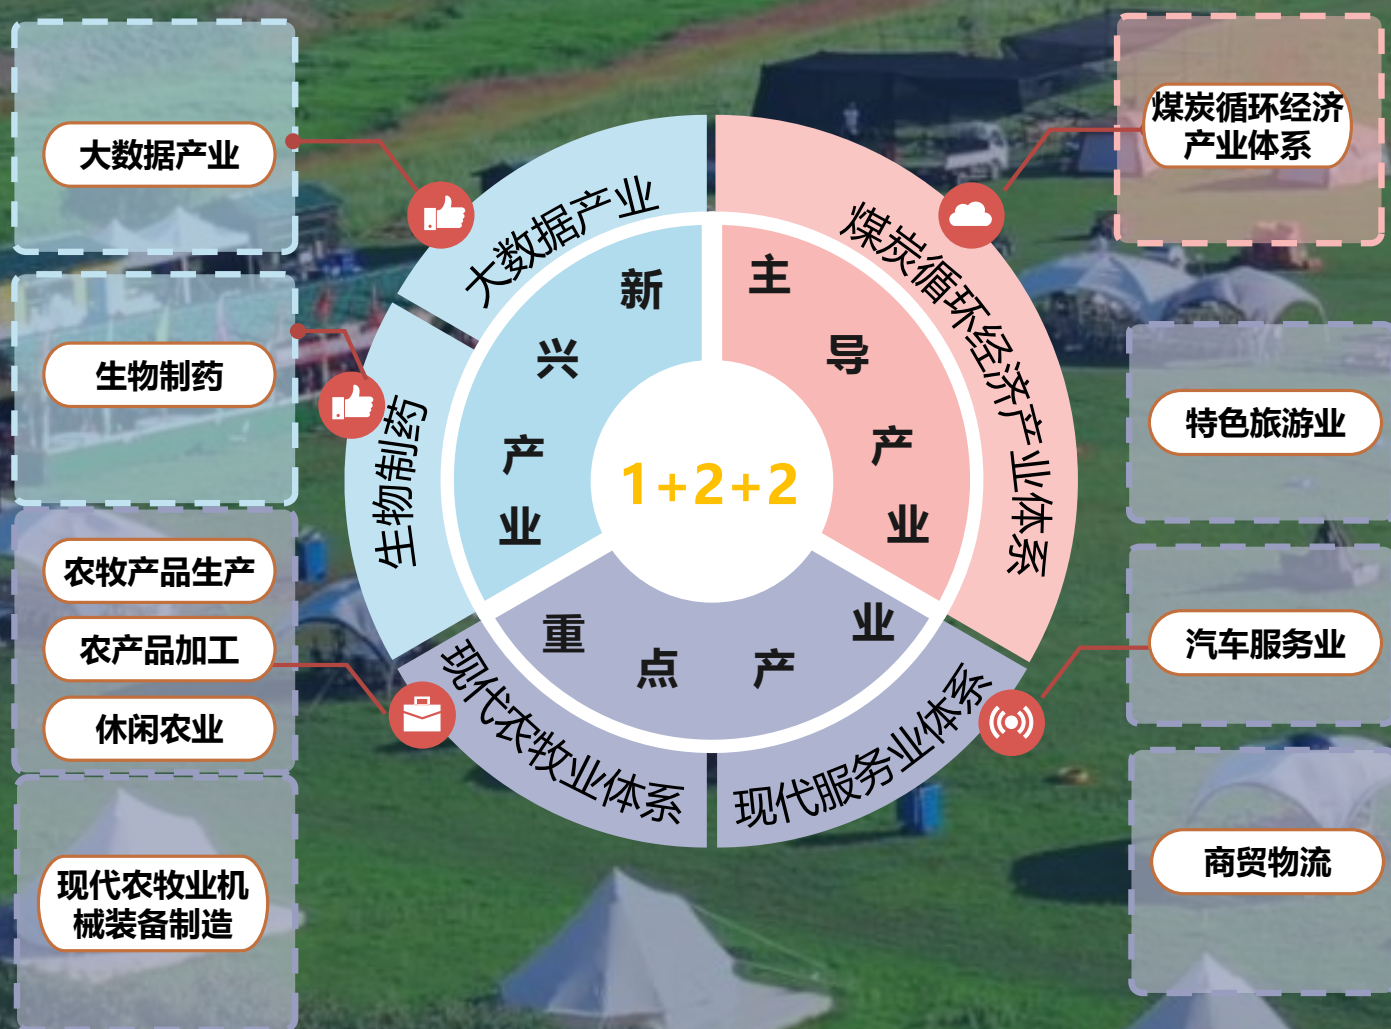 大数据产业
生物制药
农牧产品生产
农产品加工
休闲农业
现代农牧业机
械装备制造
大数据产业
生物制药
新兴产业
主导产业
煤炭循环经济产业体系
1+2+2
重点产业
现代农牧业体系
现代服务业体系
煤炭循环经济
产业体系
特色旅游业
汽车服务业
商贸物流